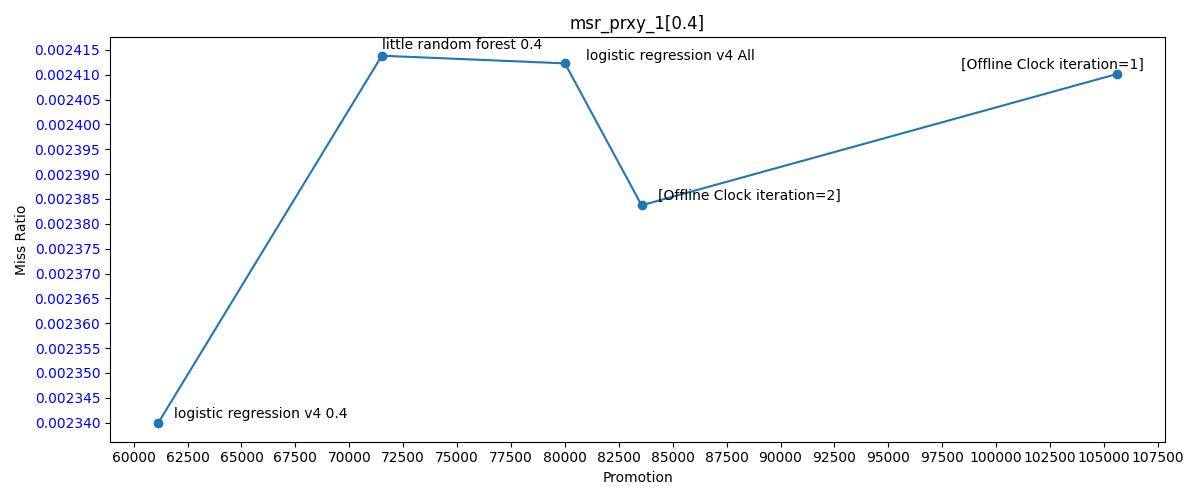 msr_prxy_1[0.4]
Miss Ratio
0.002415
0.002410
0.002405
0.002400
0.002395
0.002390
0.002385
0.002380
0.002375
0.002370
0.002365
0.002360
0.002355
0.002350
0.002345
0.002340
little random forest 0.4
logistic regression v4 All
[Offline Clock iteration=1]
[Offline Clock iteration=2]
logistic regression v4 0.4
60000 62500 65000 67500 70000 72500 75000 77500 80000 82500 85000 87500 90000 92500 95000 97500 100000 102500 105000 107500
Promotion